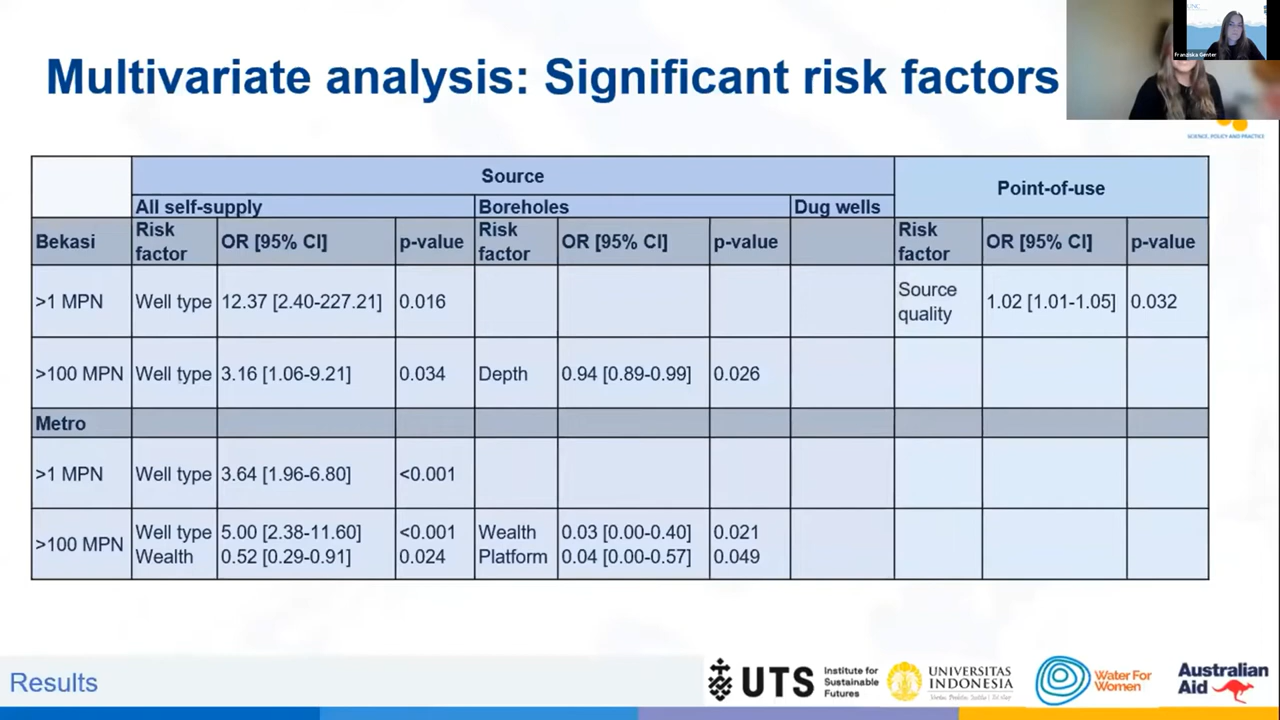 UNC
Franziska Genter
Multivariate analysis: Significant risk factors
SCIENCE, POLICY AND PRACTICE
Source
Point-of-use
All self-supply
Boreholes
Dug wells
Bekasi
Risk factor
OR [95% CI]
p-value
Risk factor
OR [95% CI]
p-value
Risk factor
OR [95% CI]
p-value
>1 MPN
Well type
12.37 [2.40-227.21]
0.016
Source quality
1.02 [1.01-1.05]
0.032
>100 MPN
Well type
3.16 [1.06-9.21]
0.034
Depth
0.94 [0.89-0.99]
0.026
Metro
>1 MPN
Well type
3.64 [1.96-6.80]
<0.001
>100 MPN
Well type
5.00 [2.38-11.60]
<0.001
Wealth
0.03 [0.00-0.40]
0.021
Wealth
0.52 [0.29-0.91]
0.024
Platform
0.04 [0.00-0.57]
0.049
Results
UTS
Institute for
Sustainable
Futures
UNIVERSITAS
INDONESIA
Water For
Women
Australian
Aid